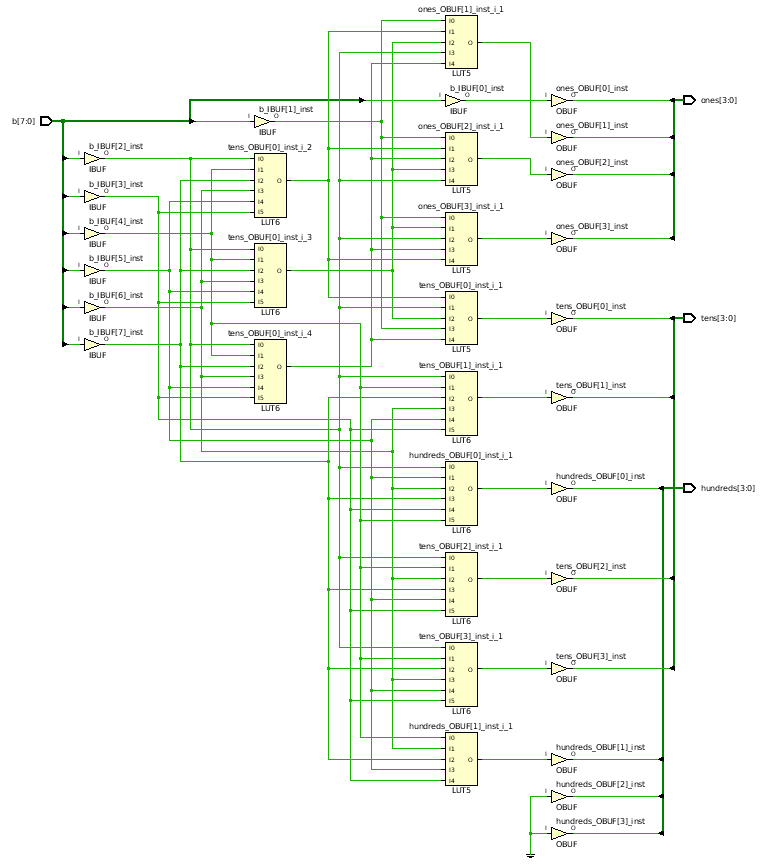 ones_OBUF[1]_inst_i_1
I0
I1
I2 O
I3
I4
LUT5
b_IBUF[0]_inst
I O
IBUF
ones_OBUF[0]_inst
I O
OBUF
ones[3:0]
b[7:0]
b_IBUF[1]_inst
I O
IBUF
ones_OBUF[1]_inst
I O
OBUF
b_IBUF[2]_inst
I O
IBUF
tens_OBUF[0]_inst_i_2
I0
I1
I2 O
I3
I4
I5
LUT6
ones_OBUF[2]_inst_i_1
I0
I1
I2 O
I3
I4
LUT5
ones_OBUF[2]_inst
I O
OBUF
b_IBUF[3]_inst
I O
IBUF
b_IBUF[4]_inst
I O
IBUF
ones_OBUF[3]_inst_i_1
I0
I1
I2 O
I3
I4
LUT5
ones_OBUF[3]_inst
I O
OBUF
b_IBUF[5]_inst
I O
IBUF
tens_OBUF[0]_inst_i_3
I0
I1
I2 O
I3
I4
I5
LUT6
b_IBUF[6]_inst
I O
IBUF
tens_OBUF[0]_inst_i_1
I0
I1
I2 O
I3
I4
LUT5
tens_OBUF[0]_inst
I O
OBUF
tens[3:0]
b_IBUF[7]_inst
I O
IBUF
tens_OBUF[0]_inst_i_4
I0
I1
I2 O
I3
I4
I5
LUT6
tens_OBUF[1]_inst_i_1
I0
I1
I2 O
I3
I4
I5
LUT6
tens_OBUF[1]_inst
I O
OBUF
hundreds_OBUF[0]_inst_i_1
I0
I1
I2 O
I3
I4
I5
LUT6
hundreds_OBUF[0]_inst
I O
OBUF
hundreds[3:0]
tens_OBUF[2]_inst_i_1
I0
I1
I2 O
I3
I4
I5
LUT6
tens_OBUF[2]_inst
I O
OBUF
tens_OBUF[3]_inst_i_1
I0
I1
I2 O
I3
I4
I5
LUT6
tens_OBUF[3]_inst
I O
OBUF
hundreds_OBUF[1]_inst_i_1
I0
I1
I2 O
I3
I4
LUT5
hundreds_OBUF[1]_inst
I O
OBUF
hundreds_OBUF[2]_inst
I O
OBUF
hundreds_OBUF[3]_inst
I O
OBUF